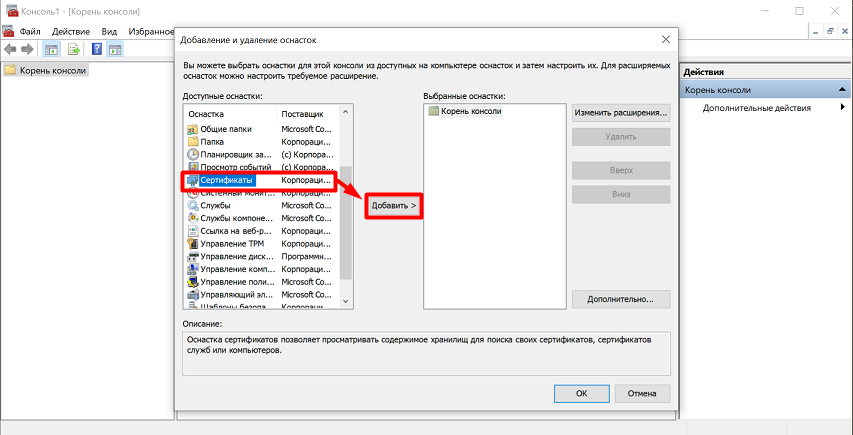 Консоль1 - [Корень консоли]
Файл Действие Вид Избранное
Корень консоли
Добавление и удаление оснасток
Вы можете выбрать оснастки для этой консоли из доступных на компьютере оснасток и затем настроить их. Для расширяемых
оснасток можно настроить требуемое расширение.
Доступные оснастки:
Оснастка Поставщик
Общие папки Microsoft Co...
Папка Корпораци...
Планировщик за... (c) Корпора...
Просмотр событий (c) Корпора...
Сертификаты Корпораци...
Системный монит... Корпораци...
Службы Microsoft Co...
Службы компоне... Microsoft Co...
Ссылка на веб-р... Корпораци...
Управление TPM Корпораци...
Управление диск... Программн...
Управление комп... Корпораци...
Управление поли... Microsoft Co...
Управляющий эл... Microsoft Co...
Шаблоны безопа... Корпораци...
Добавить >
Выбранные оснастки:
Корень консоли
Изменить расширения...
Удалить
Вверх
Вниз
Дополнительно...
Описание:
Оснастка сертификатов позволяет просматривать содержимое хранилищ для поиска своих сертификатов, сертификатов
служб или компьютеров.
ОК Отмена
Действия
Корень консоли
Дополнительные действия